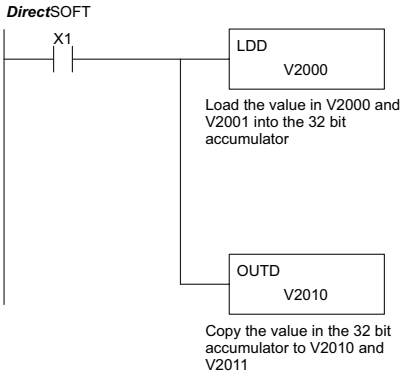 DirectSOFT
X1
LDD
V2000
Load the value in V2000 and
V2001 into the 32 bit
accumulator
OUTD
V2010
Copy the value in the 32 bit
accumulator to V2010 and
V2011